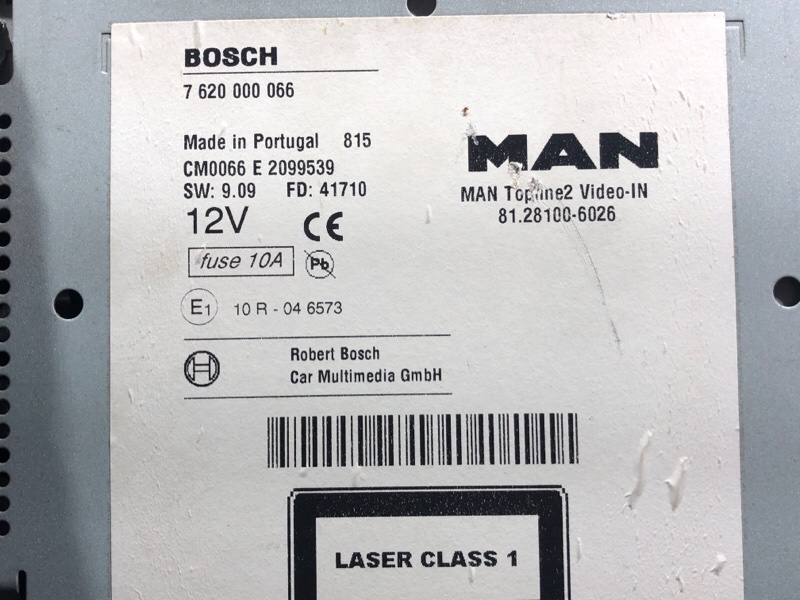 BOSCH
7 620 000 066
Made in Portugal 815
CM0066 E 2099539
SW: 9.09 FD: 41710
12V CE
fuse 10A Pb
E1 10 R - 04 6573
Robert Bosch
Car Multimedia GmbH
MAN
MAN Topline2 Video-IN
81.28100-6026
LASER CLASS 1